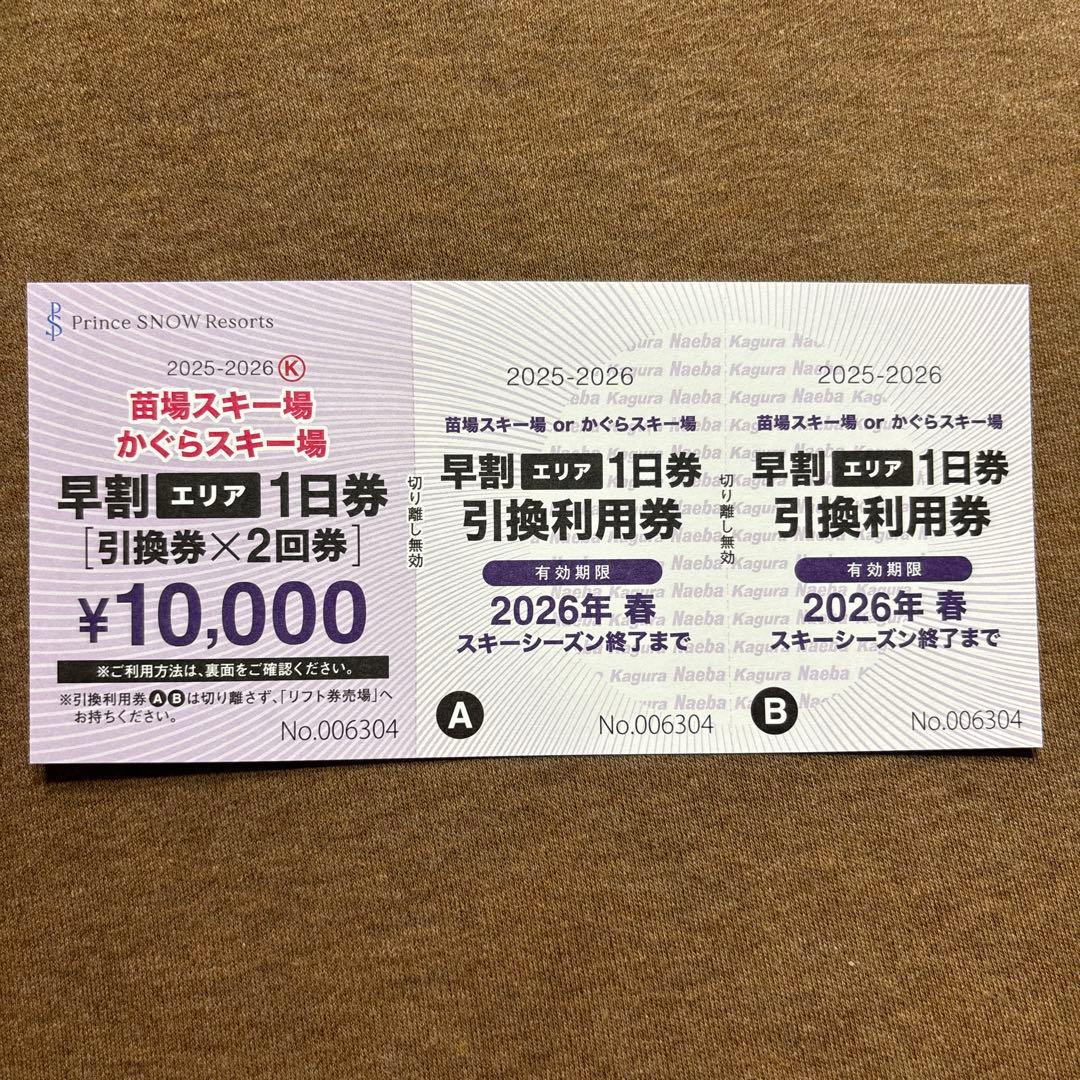 PS Prince SNOW Resorts
2025-2026 Ⓚ
苗場スキー場
かぐらスキー場
早割 エリア 1日券
[引換券×2回券]
¥10,000
※ご利用方法は、裏面をご確認ください。
※引換利用券ABは切り離さず、「リフト券売場」へ
お持ちください。
No.006304
切り離し無効
Kagura Naeba
2025-2026
苗場スキー場 or かぐらスキー場
早割 エリア 1日券
引換利用券
有効期限
2026年 春
スキーシーズン終了まで
A
No.006304
切り離し無効
Kagura Naeba
2025-2026
苗場スキー場 or かぐらスキー場
早割 エリア 1日券
引換利用券
有効期限
2026年 春
スキーシーズン終了まで
B
No.006304